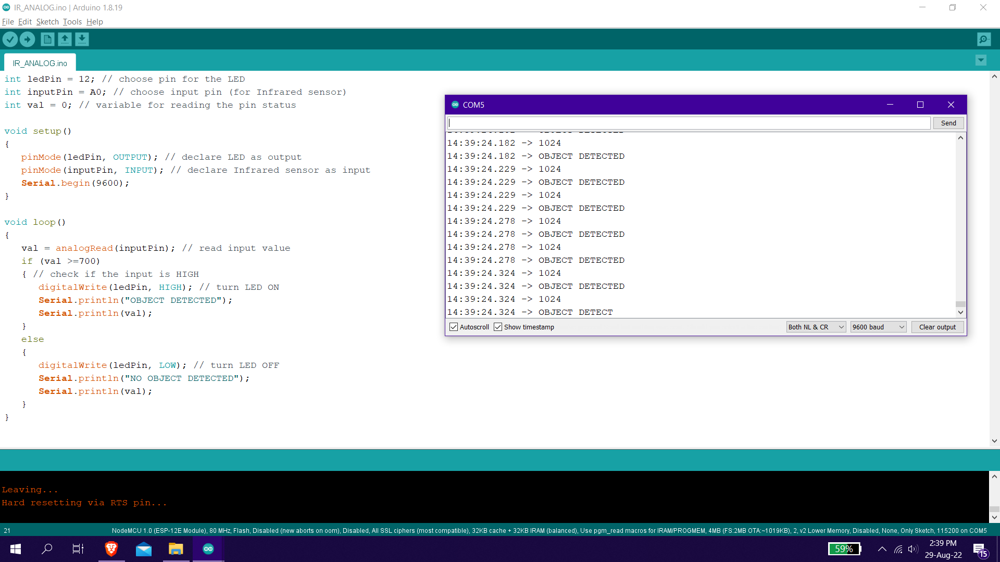 IR_ANALOG.ino | Arduino 1.8.19
File Edit Sketch Tools Help
IR_ANALOG.ino
int ledPin = 12; // choose pin for the LED
int inputPin = A0; // choose input pin (for Infrared sensor)
int val = 0; // variable for reading the pin status
void setup()
{
pinMode(ledPin, OUTPUT); // declare LED as output
pinMode(inputPin, INPUT); // declare Infrared sensor as input
Serial.begin(9600);
}
void loop()
{
val = analogRead(inputPin); // read input value
if (val >=700)
{ // check if the input is HIGH
digitalWrite(ledPin, HIGH); // turn LED ON
Serial.println("OBJECT DETECTED");
Serial.println(val);
}
else
{
digitalWrite(ledPin, LOW); // turn LED OFF
Serial.println("NO OBJECT DETECTED");
Serial.println(val);
}
}
COM5
Send
14:39:24.182 -> 1024
14:39:24.182 -> OBJECT DETECTED
14:39:24.229 -> 1024
14:39:24.229 -> OBJECT DETECTED
14:39:24.229 -> 1024
14:39:24.229 -> OBJECT DETECTED
14:39:24.278 -> 1024
14:39:24.278 -> OBJECT DETECTED
14:39:24.278 -> 1024
14:39:24.278 -> OBJECT DETECTED
14:39:24.324 -> 1024
14:39:24.324 -> OBJECT DETECTED
14:39:24.324 -> 1024
14:39:24.324 -> OBJECT DETECT
Autoscroll Show timestamp Both NL & CR 9600 baud Clear output
Leaving...
Hard resetting via RTS pin...
21 NodeMCU 1.0 (ESP-12E Module), 80 MHz, Flash, Disabled (new aborts on oom), Disabled, All SSL ciphers (most compatible), 32KB cache + 32KB IRAM (balanced), Use pgm_read macros for IRAM/PROGMEM, 4MB (FS:2MB OTA:~1019KB), 2, v2 Lower Memory, Disabled, None, Only Sketch, 115200 on COM5
59%
2:39 PM
29-Aug-22
15